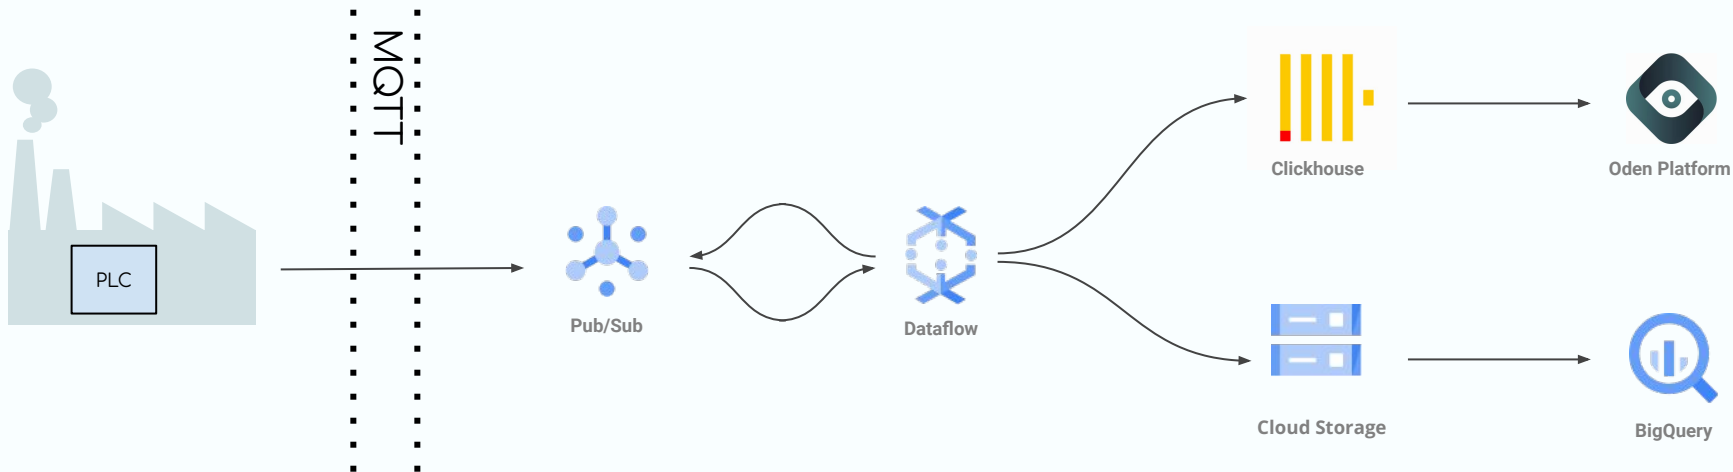 MQTT
PLC
Pub/Sub
Dataflow
Clickhouse
Oden Platform
Cloud Storage
BigQuery